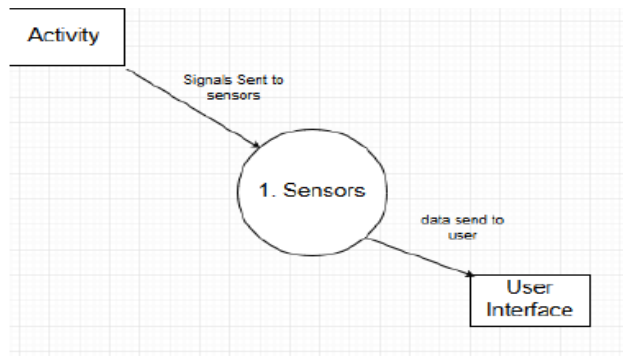 Activity
Signals Sent to
sensors
1. Sensors
data send to
user
User
Interface